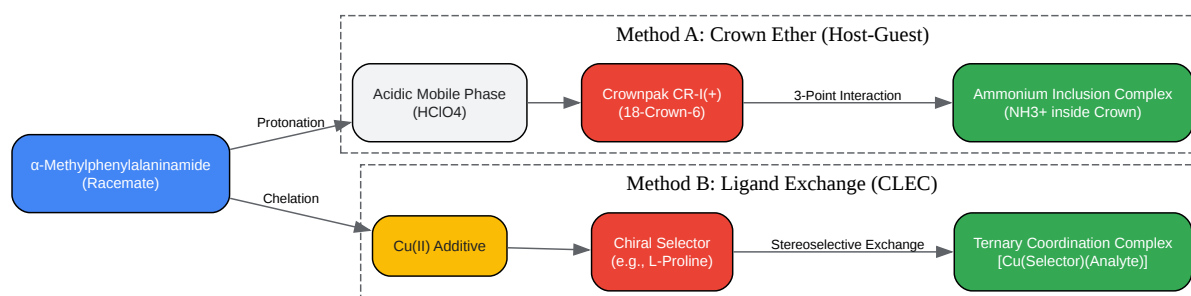 Method A: Crown Ether (Host-Guest)
Acidic Mobile Phase
(HClO4)
Crownpak CR-I(+)
(18-Crown-6)
3-Point Interaction
Ammonium Inclusion Complex
(NH3+ inside Crown)
Protonation
α-Methylphenylalaninamide
(Racemate)
Chelation
Method B: Ligand Exchange (CLEC)
Cu(II) Additive
Chiral Selector
(e.g., L-Proline)
Stereoselective Exchange
Ternary Coordination Complex
[Cu(Selector)(Analyte)]